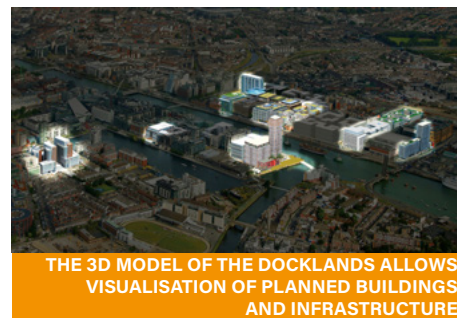 THE 3D MODEL OF THE DOCKLANDS ALLOWS
VISUALISATION OF PLANNED BUILDINGS
AND INFRASTRUCTURE